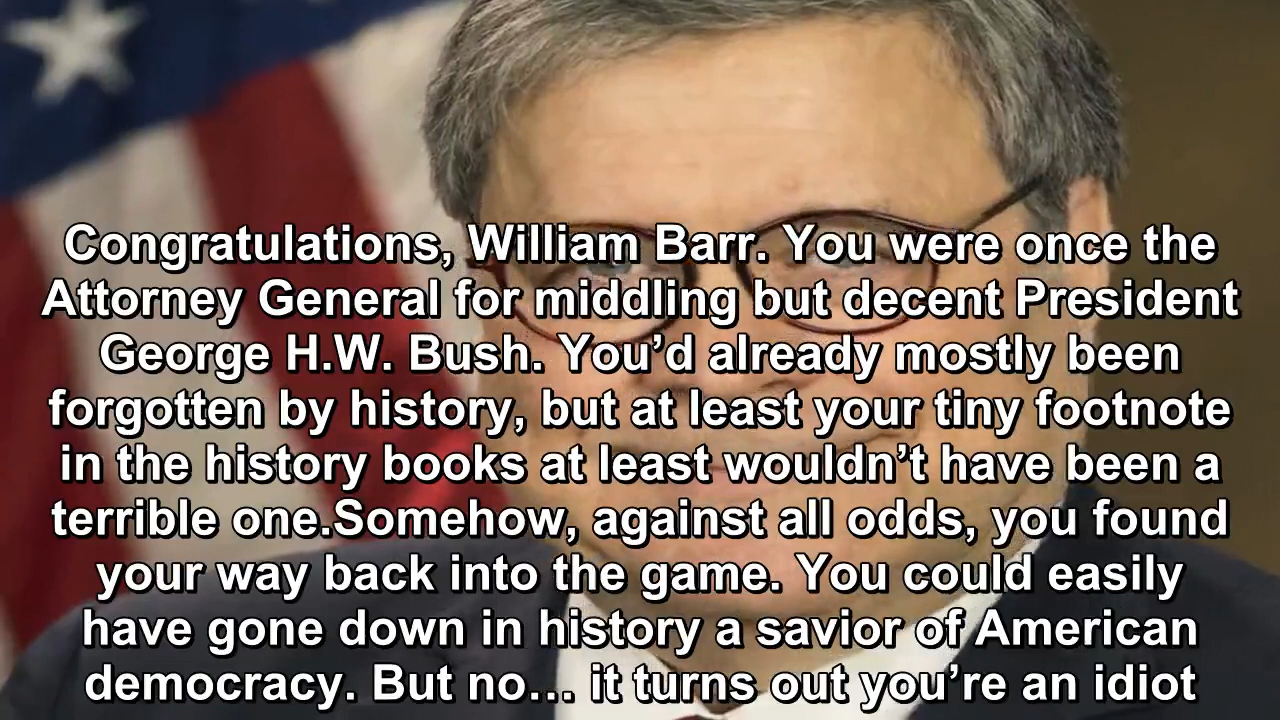 Congratulations, William Barr. You were once the
Attorney General for middling but decent President
George H.W. Bush. You’d already mostly been
forgotten by history, but at least your tiny footnote
in the history books at least wouldn’t have been a
terrible one.Somehow, against all odds, you found
your way back into the game. You could easily
have gone down in history a savior of American
democracy. But no… it turns out you’re an idiot